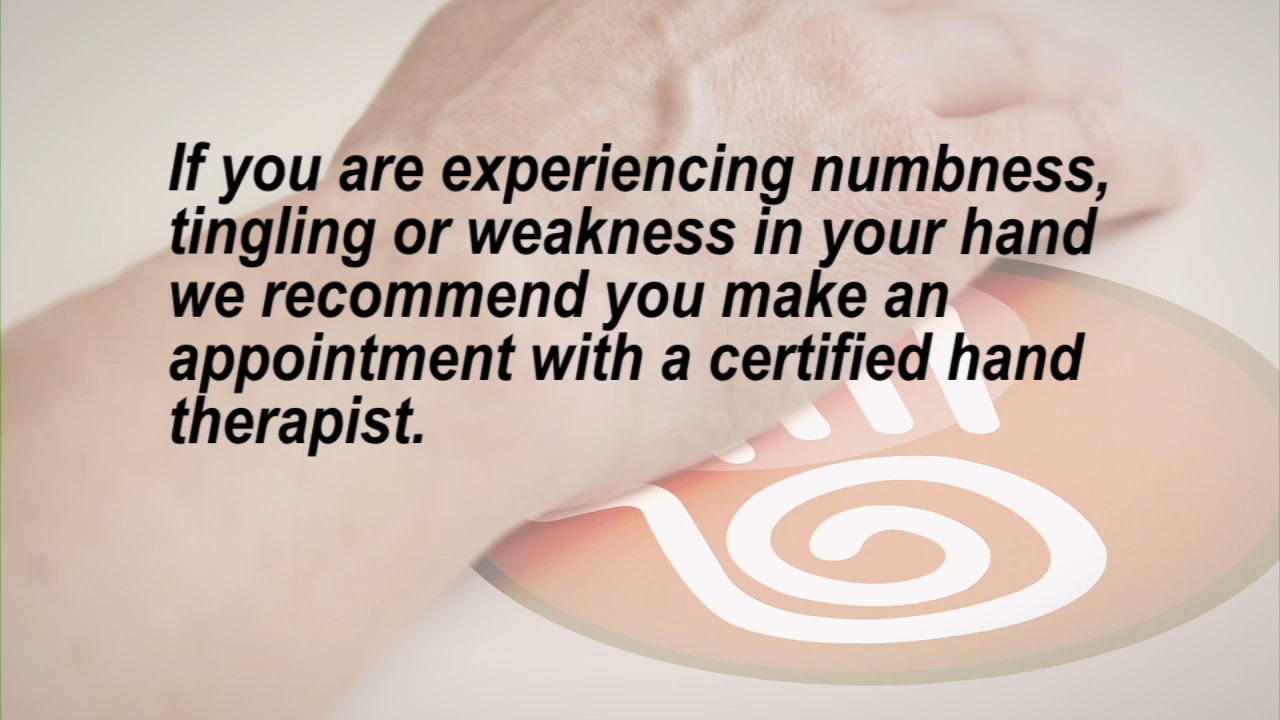 If you are experiencing numbness,
tingling or weakness in your hand
we recommend you make an
appointment with a certified hand
therapist.